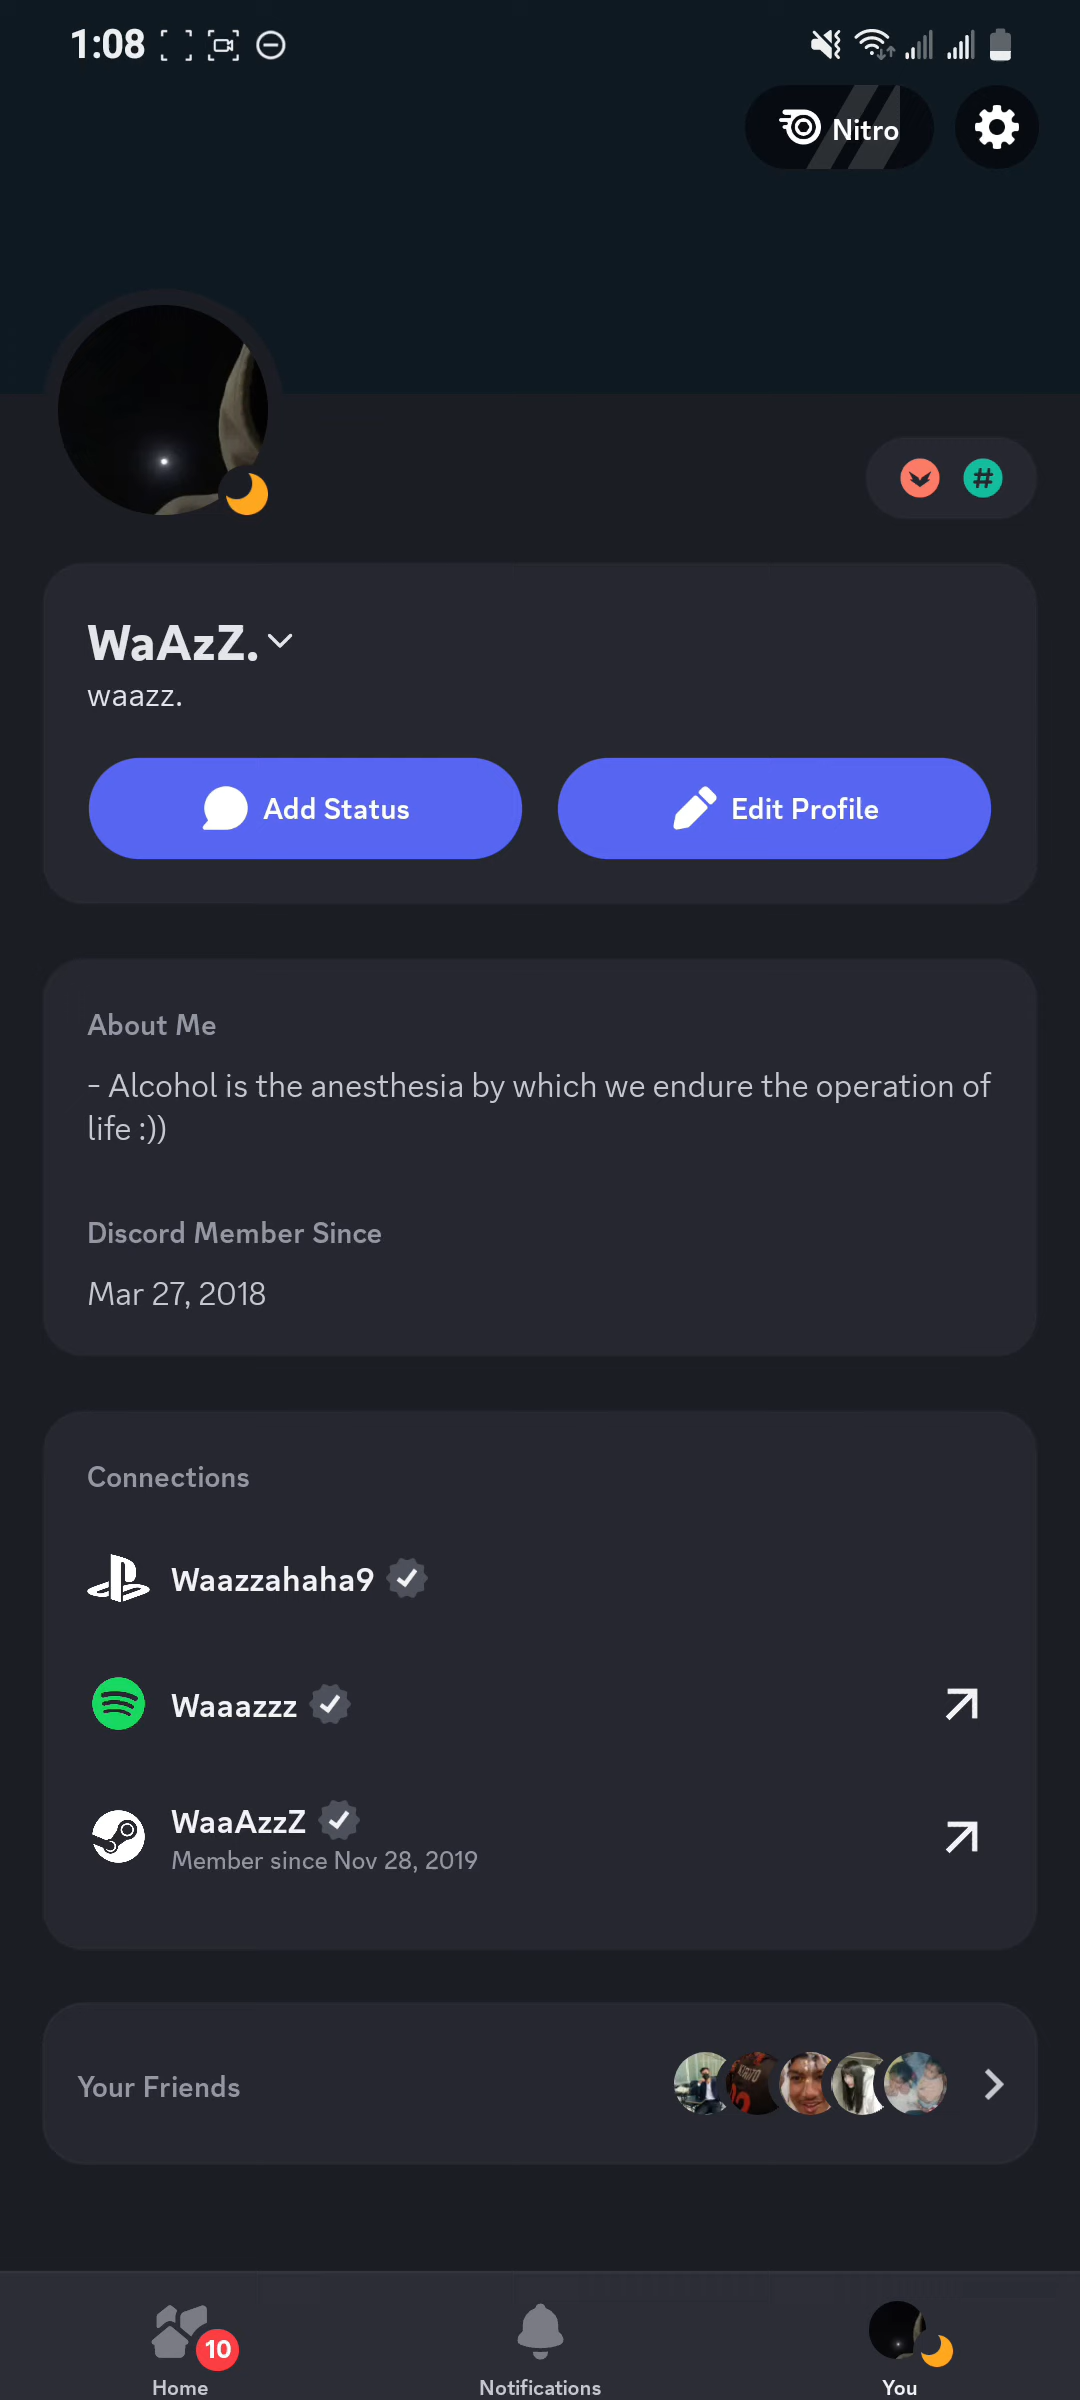 1:08
Nitro
WaAzZ.
waazz.
Add Status
Edit Profile
About Me
- Alcohol is the anesthesia by which we endure the operation of
life :))
Discord Member Since
Mar 27, 2018
Connections
Waazzahaha9
Waaazzz
WaaAzzZ
Member since Nov 28, 2019
Your Friends
10
Home
Notifications
You